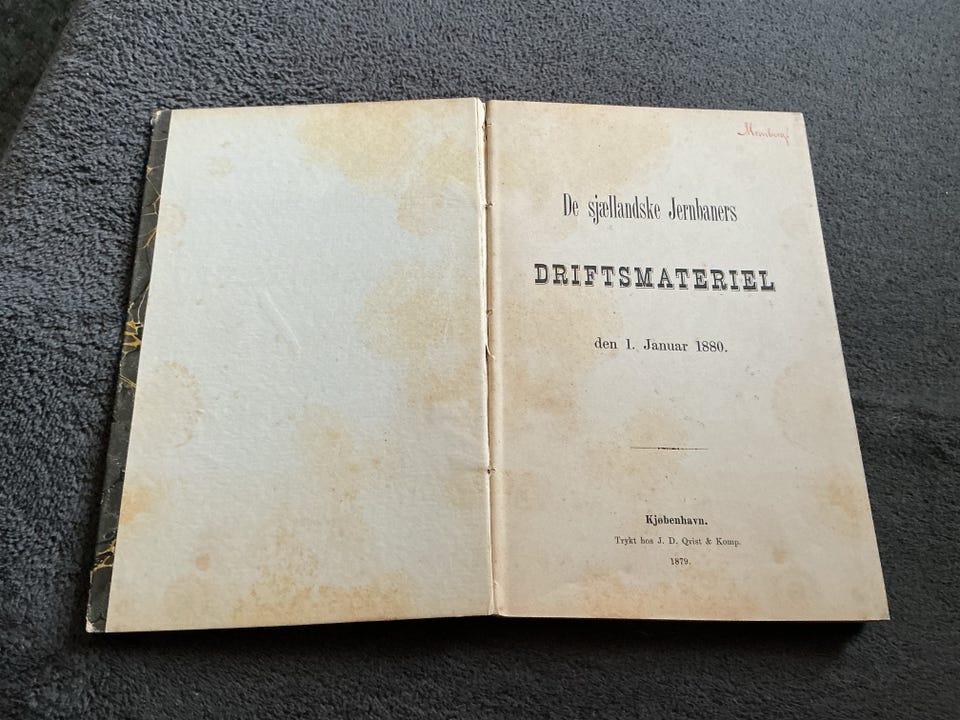 De sjællandske Jernbaners
DRIFTSMATERIEL
den 1. Januar 1880.
Kjøbenhavn.
Trykt hos J. D. Qvist & Komp.
1879.